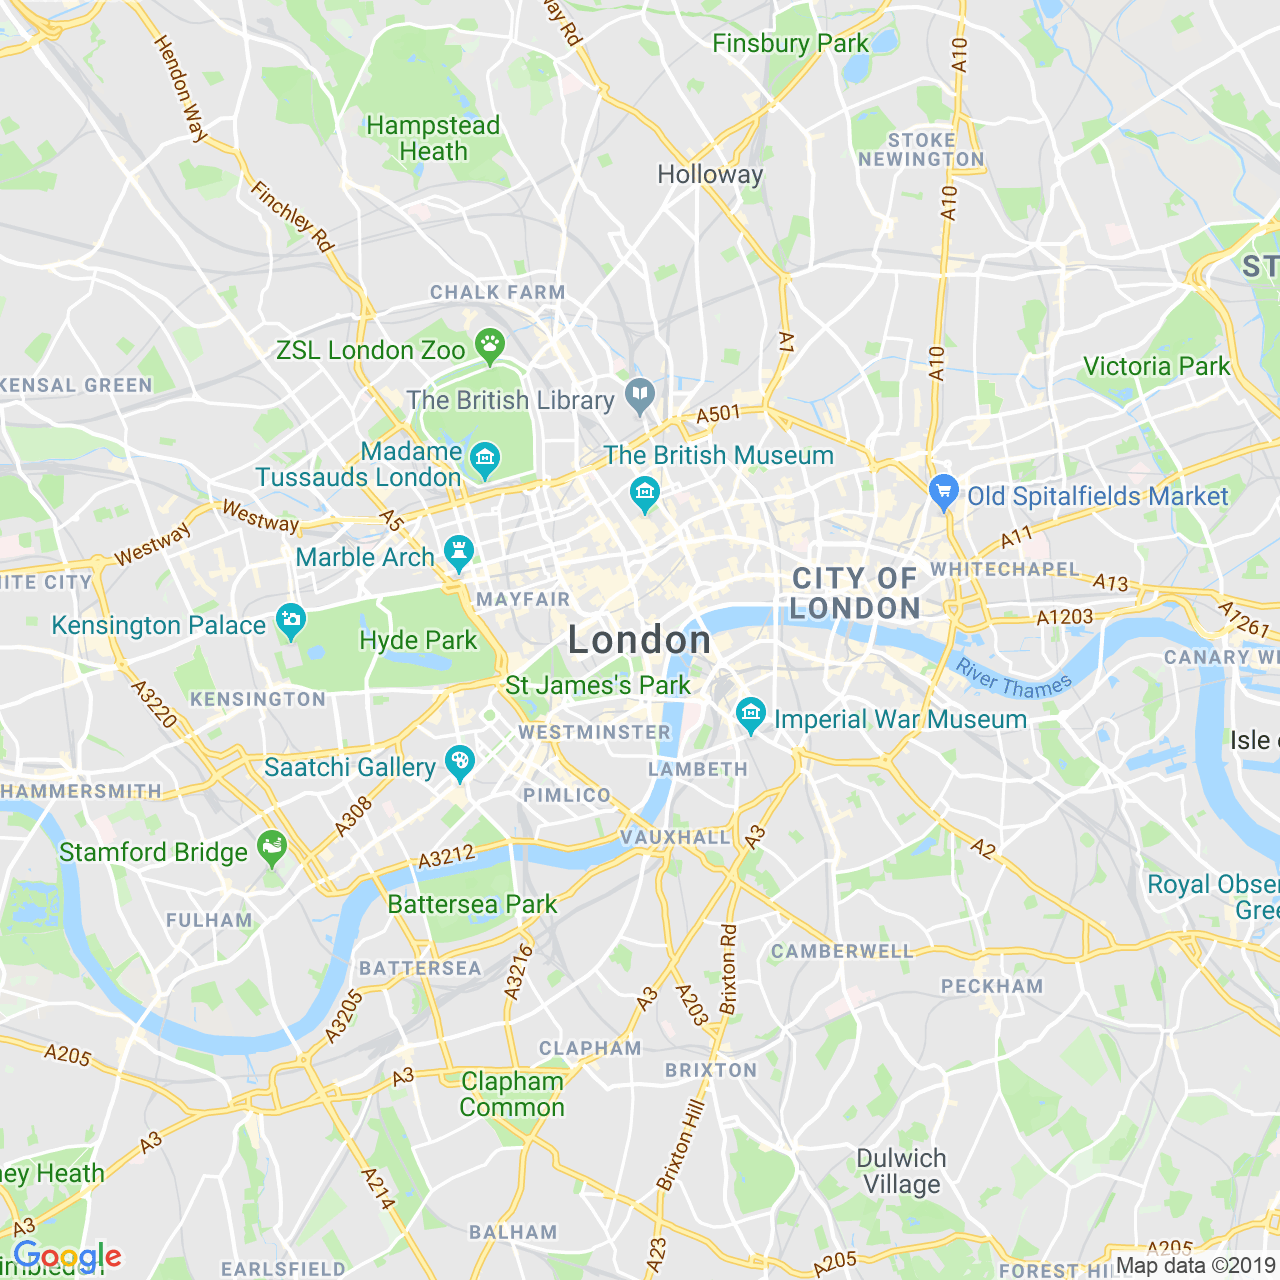 Hendon Way
way Rd
Finsbury Park
A10
Hampstead
Heath
STOKE
NEWINGTON
Holloway
Finchley Rd
A10
ST
CHALK FARM
ZSL London Zoo
A1
A10
Victoria Park
KENSAL GREEN
The British Library
A501
Madame
Tussauds London
The British Museum
Old Spitalfields Market
Westway
A5
Westway
Marble Arch
A11
WHITECHAPEL
CITY OF
LONDON
A13
HITE CITY
MAYFAIR
Kensington Palace
Hyde Park
London
A1203
A1261
CANARY W
River Thames
KENSINGTON
St James's Park
A3220
WESTMINSTER
Imperial War Museum
Isle
Saatchi Gallery
LAMBETH
HAMMERSMITH
PIMLICO
A308
VAUXHALL
A3
A2
Stamford Bridge
A3212
Royal Obser
Gree
Battersea Park
FULHAM
Brixton Rd
CAMBERWELL
BATTERSEA
A3216
PECKHAM
A3205
A3
A203
A205
CLAPHAM
BRIXTON
A3
Clapham
Common
Brixton Hill
A3
Dulwich
Village
ney Heath
A214
A3
BALHAM
A23
A205
A205
Google
imbledon
EARLSFIELD
FOREST HILL
Map data ©2019